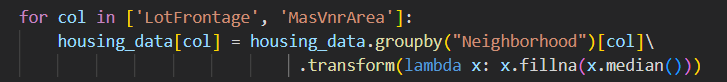 for col in ['LotFrontage', 'MasVnrArea']:
    housing_data[col] = housing_data.groupby("Neighborhood")[col]\
                                .transform(lambda x: x.fillna(x.median()))